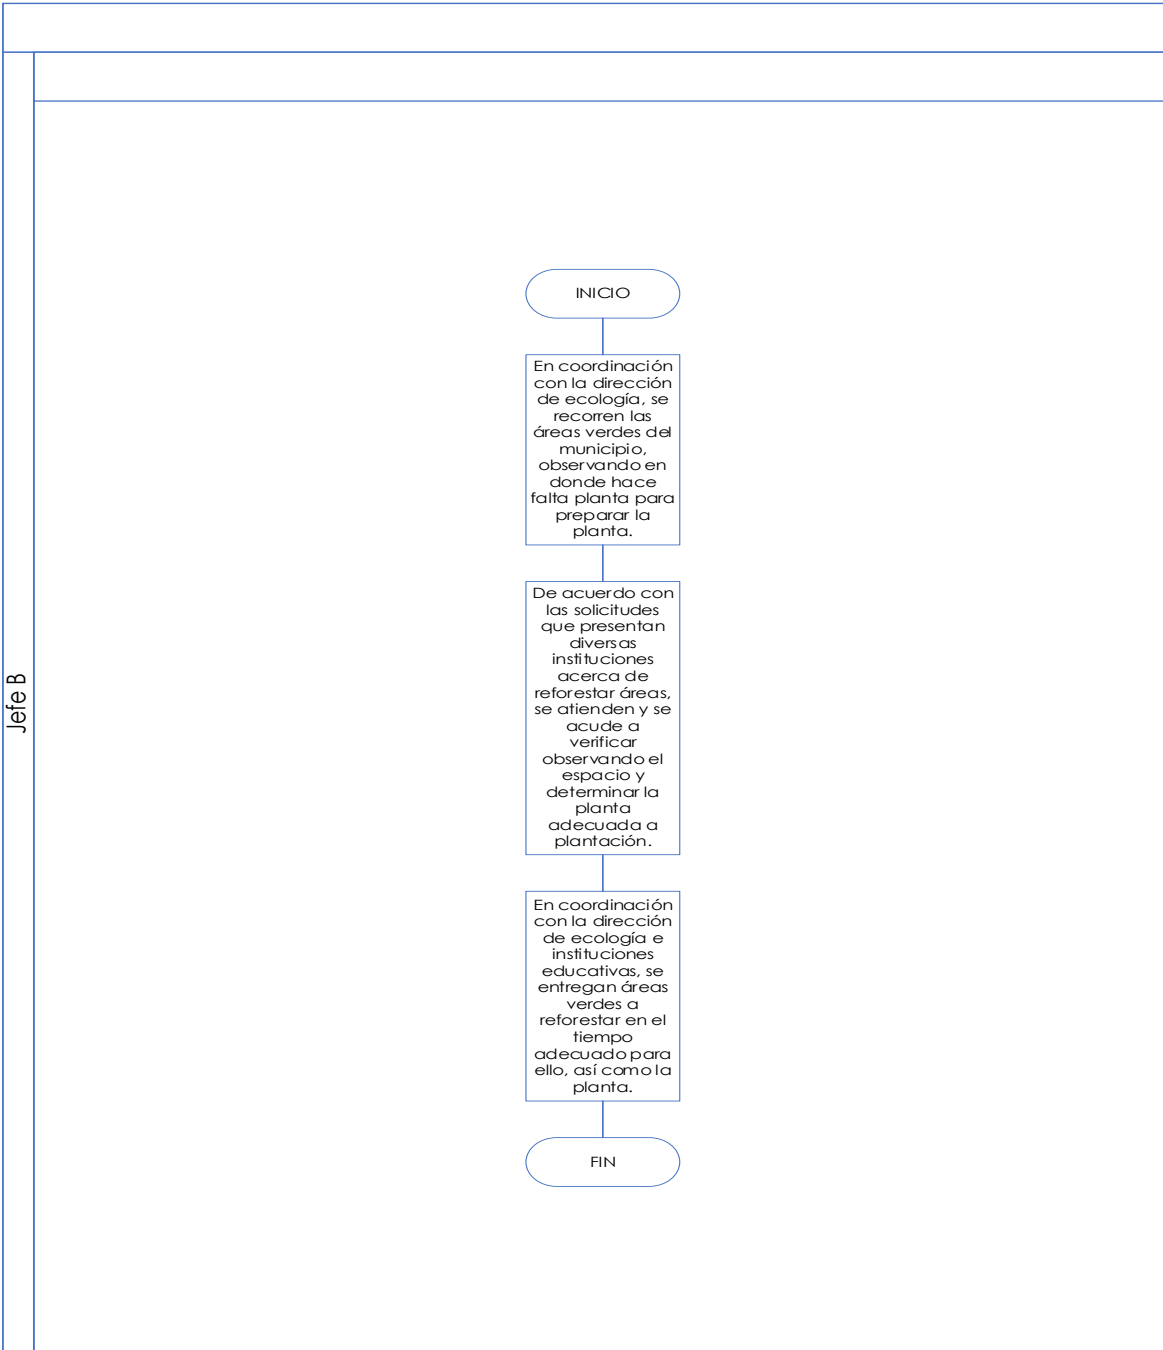 INICIO
En coordinación
con la dirección
de ecología, se
recorren las
áreas verdes del
municipio,
observando en
donde hace
falta planta para
preparar la
planta.
De acuerdo con
las solicitudes
que presentan
diversas
instituciones
acerca de
reforestar áreas,
se atienden y se
acude a
verificar
observando el
espacio y
determinar la
planta
adecuada a
plantación.
Jefe B
En coordinación
con la dirección
de ecología e
instituciones
educativas, se
entregan áreas
verdes a
reforestar en el
tiempo
adecuado para
ello, así como la
planta.
FIN